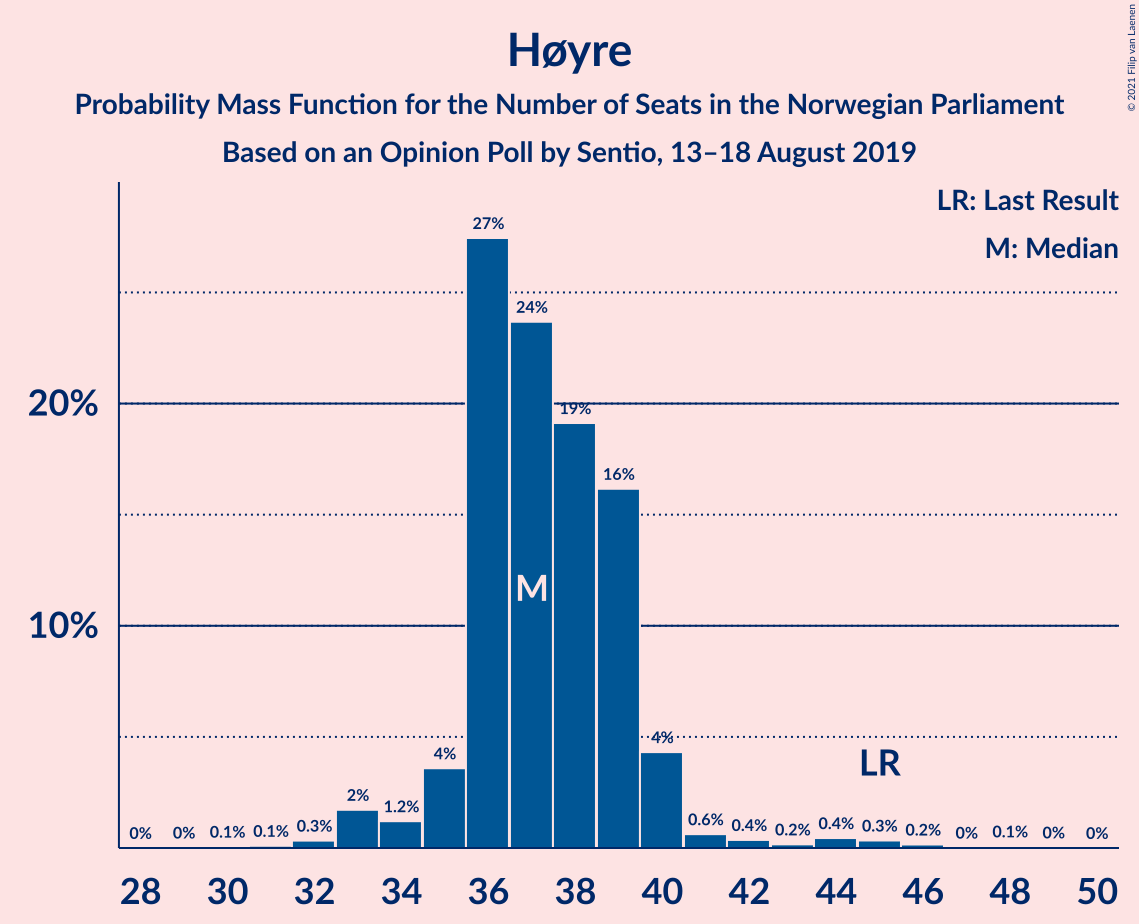 Høyre
Probability Mass Function for the Number of Seats in the Norwegian Parliament
Based on an Opinion Poll by Sentio, 13–18 August 2019
© 2021 Filip van Laenen
LR: Last Result
M: Median
20%
10%
0% 0% 0.1% 0.1% 0.3% 2% 1.2% 4% 27% 24% 19% 16% 4% 0.6% 0.4% 0.2% 0.4% 0.3% 0.2% 0% 0.1% 0% 0%
M
LR
28 30 32 34 36 38 40 42 44 46 48 50